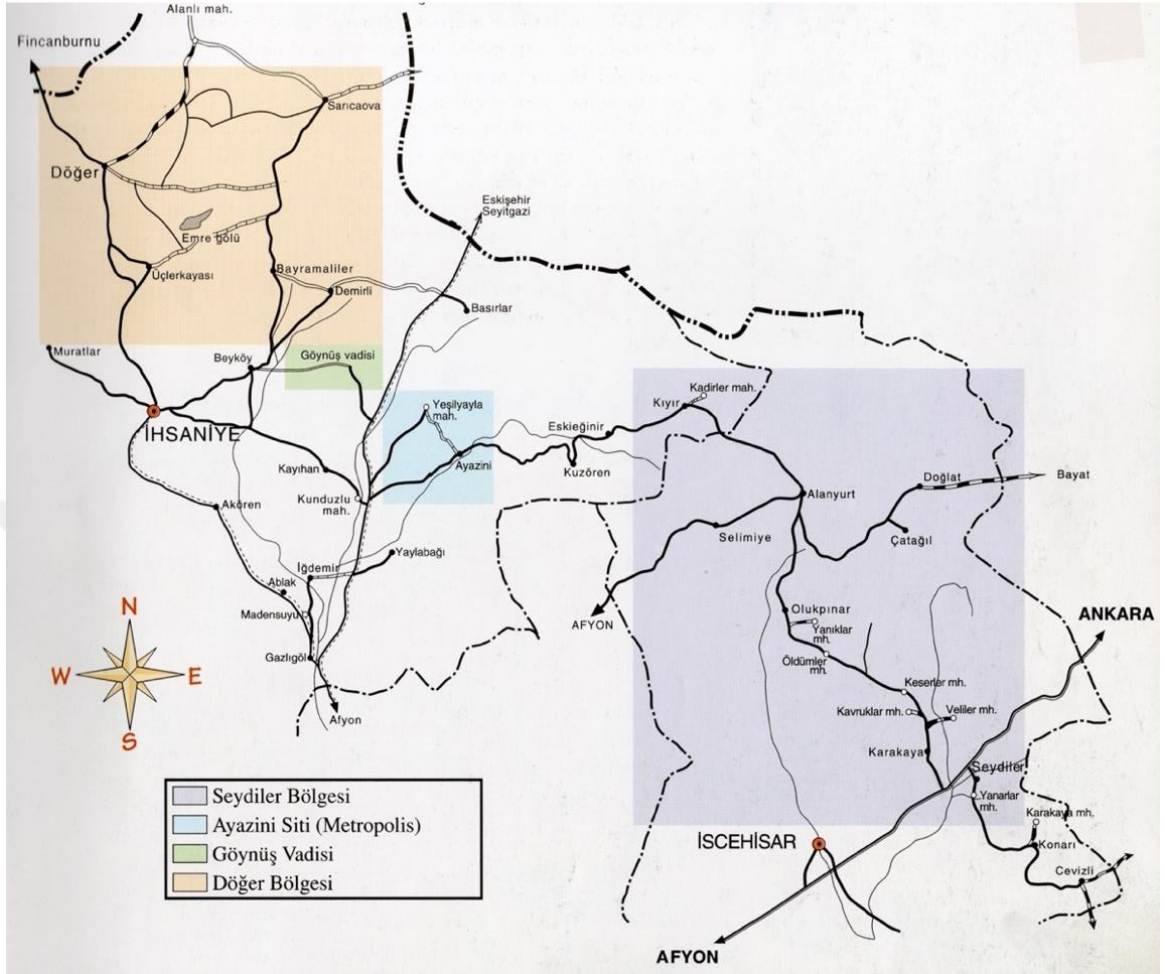 Alanlı mah.
Fincanburnu
Sarıcaova
Döğer
Eskişehir
Seyitgazi
Emre gölü
Üçlerkayası
Bayramaliler
Demirli
Basırlar
Muratlar
Beyköy
Göynüş vadisi
Kadirler mah.
Kıyır
Yeşilyayla
mah.
İHSANİYE
Eskieğinir
Ayazini
Kuzören
Kayıhan
Kunduzlu
mah.
Doğlat
Bayat
Alanyurt
Akören
Selimiye
Çatağıl
Yaylabağı
İğdemir
Ablak
Madensuyu
AFYON
Olukpınar
Yanıklar
mh.
ANKARA
N
W
E
S
Gazlıgöl
Öldümler
mh.
Keserler mh.
Afyon
Kavruklar mh.
Veliler mh.
Karakaya
Seydiler
Yanarlar
mh.
Karakaya mh.
Seydiler Bölgesi
Ayazini Siti (Metropolis)
Göynüş Vadisi
Döğer Bölgesi
İSCEHİSAR
Konarı
Cevizli
AFYON